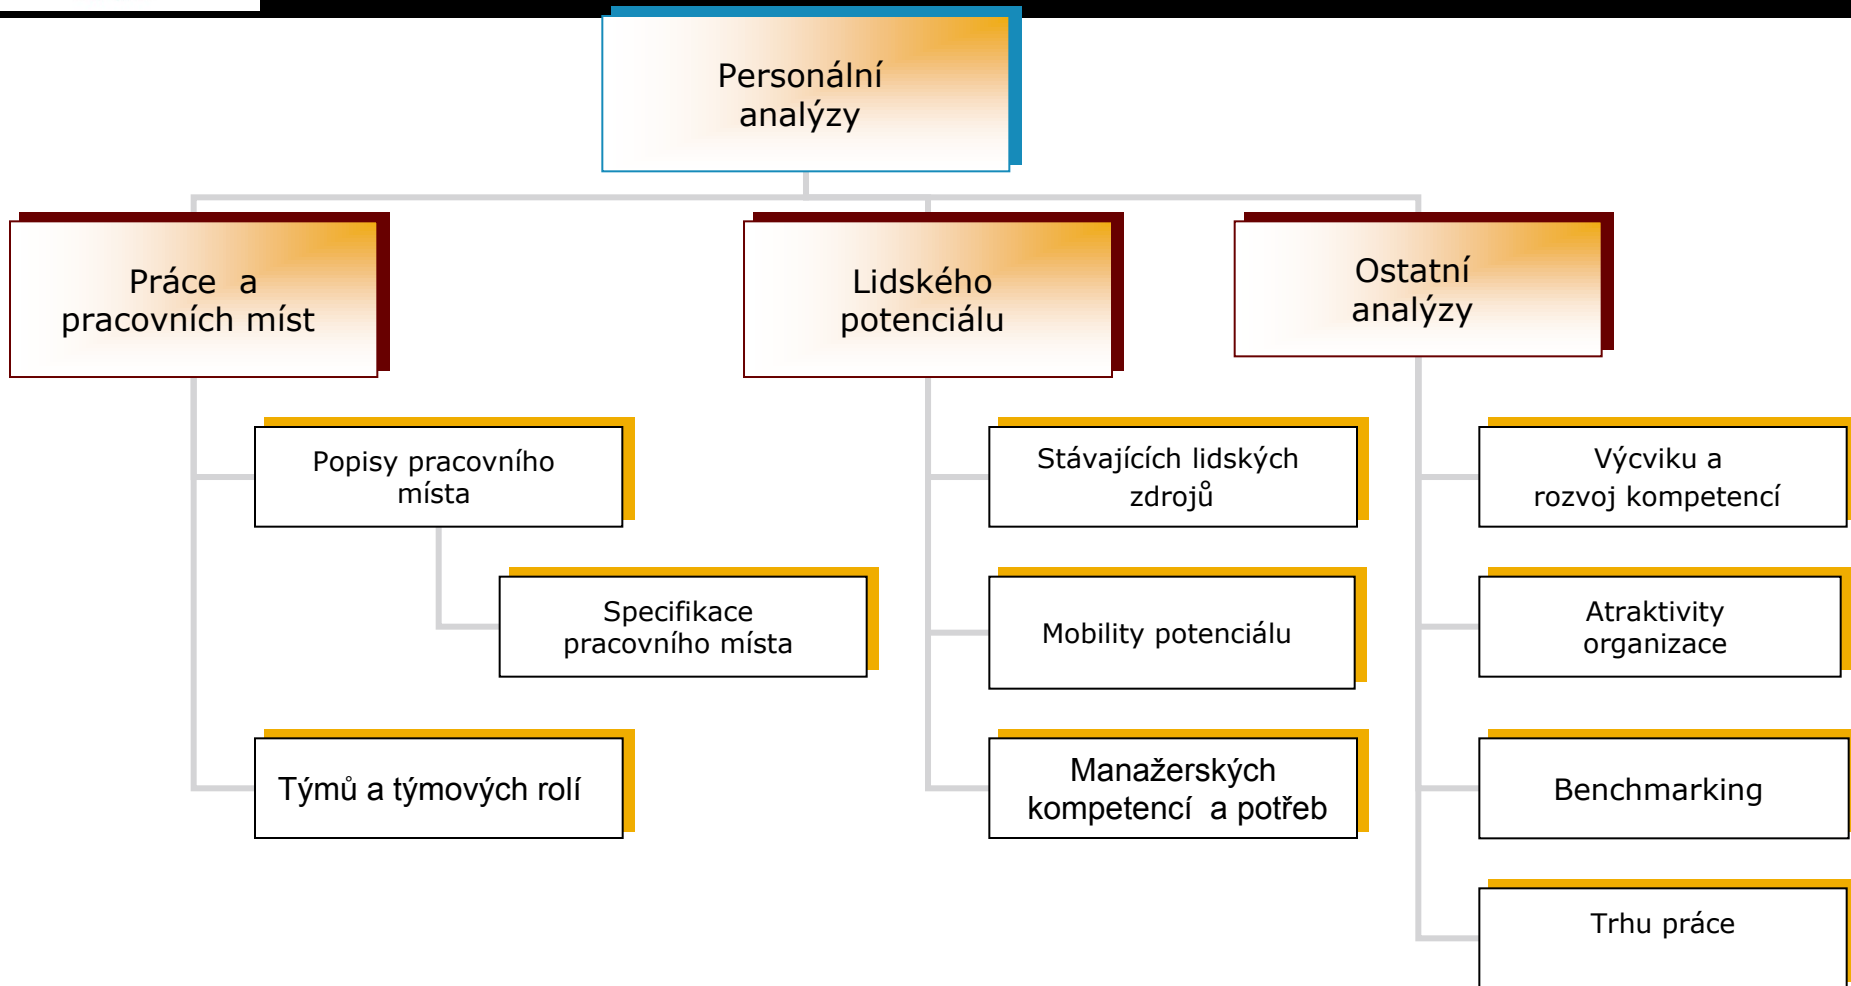 Personální
analýzy
Práce a
pracovních míst
Lidského
potenciálu
Ostatní
analýzy
Popisy pracovního
místa
Specifikace
pracovního místa
Týmů a týmových rolí
Stávajících lidských
zdrojů
Mobility potenciálu
Manažerských
kompetencí a potřeb
Výcviku a
rozvoj kompetencí
Atraktivity
organizace
Benchmarking
Trhu práce